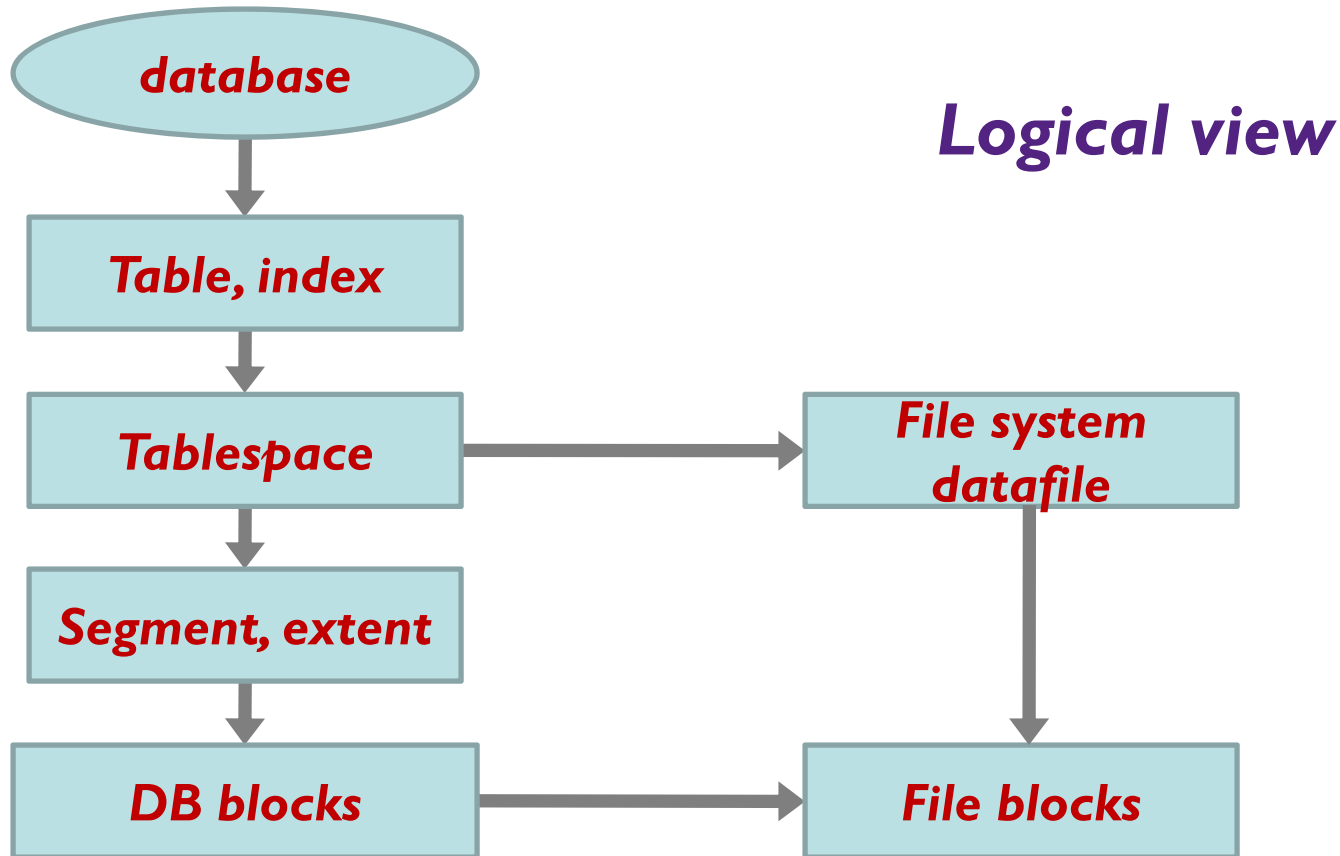 database
Logical view
Table, index
Tablespace
File system
datafile
Segment, extent
DB blocks
File blocks